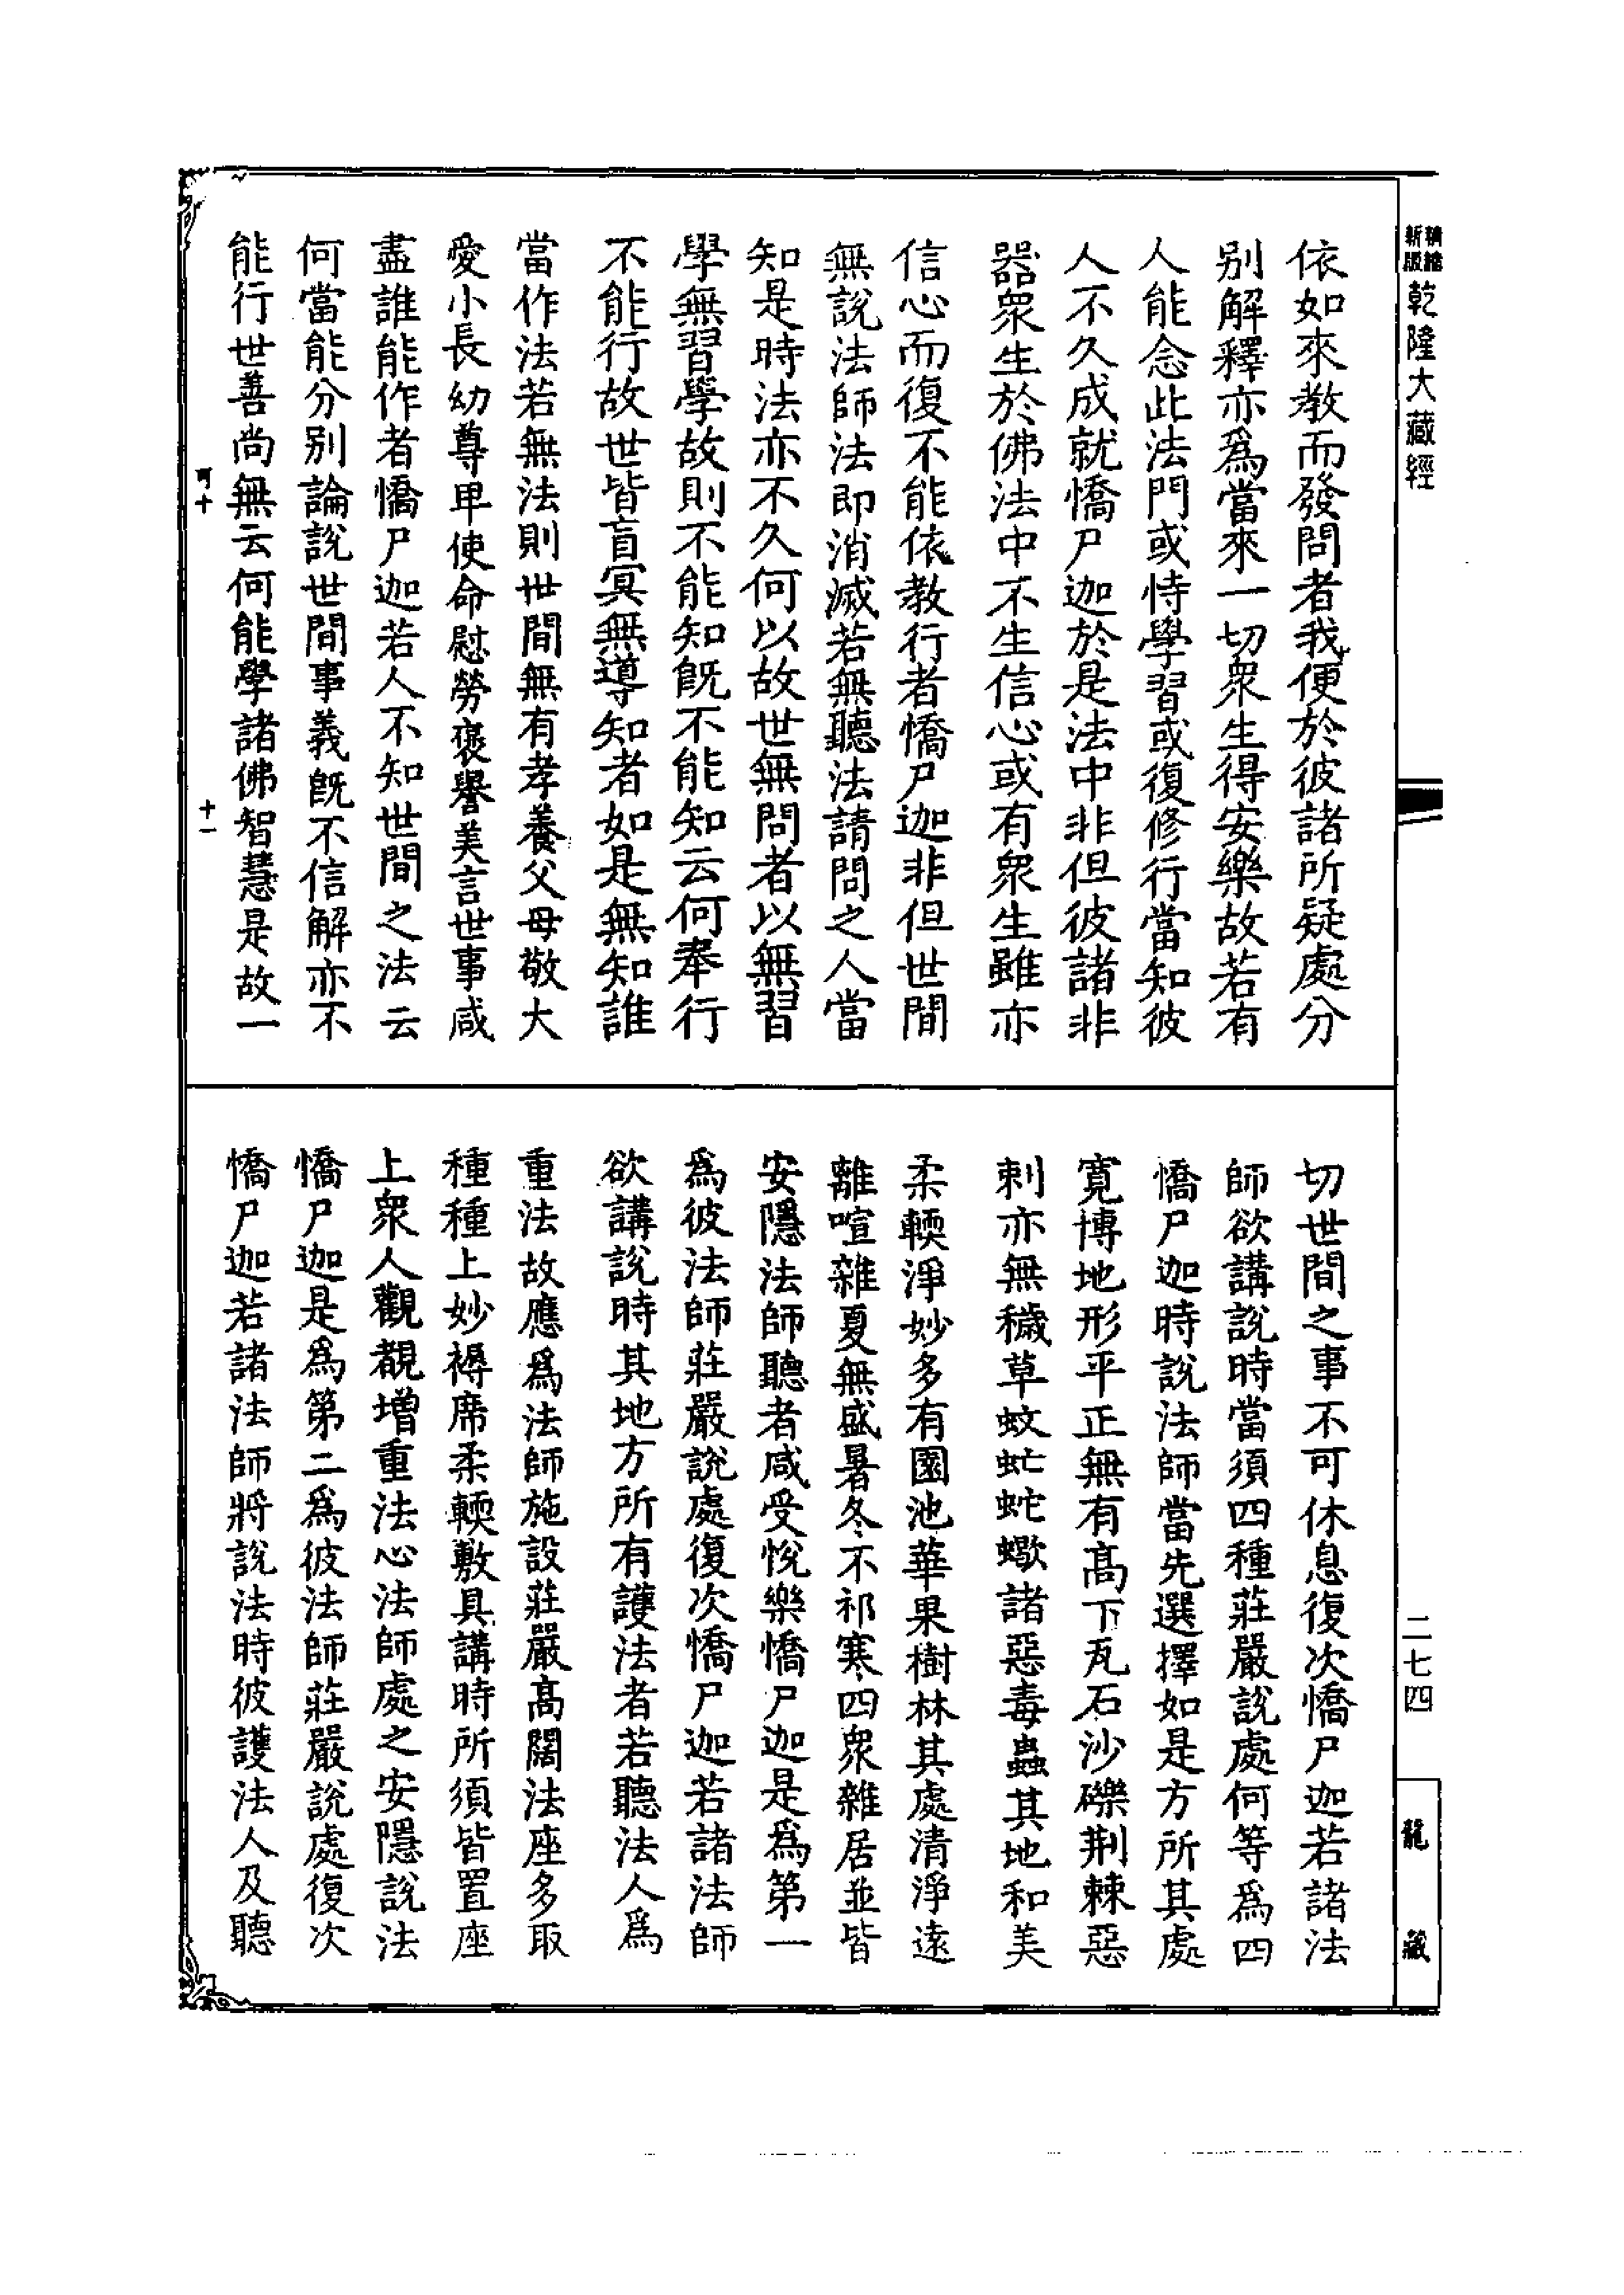 新版 精縮 乾隆大藏經
二七四
龍藏
依如來教而發問者我便於彼諸所疑處分
別解釋亦爲當來一切衆生得安樂故若有
人能念此法門或恃學習或復修行當知彼
人不久成就憍尸迦於是法中非但彼諸非
器衆生於佛法中不生信心或有衆生雖亦
信心而復不能依教行者憍尸迦非但世間
無說法師法即消滅若無聽法請問之人當
知是時法亦不久何以故世無問者以無習
學無習學故則不能知旣不能知云何奉行
不能行故世皆盲冥無導知者如是無知誰
當作法若無法則世間無有孝養父母敬大
愛小長幼尊卑使命慰勞褒譽美言世事咸
盡誰能作者憍尸迦若人不知世間之法云
何當能分別論說世間事義旣不信解亦不
能行世善尚無云何能學諸佛智慧是故一
可十 十一
切世間之事不可休息復次憍尸迦若諸法
師欲講說時當須四種莊嚴說處何等爲四
憍尸迦時說法師當先選擇如是方所其處
寬博地形平正無有高下瓦石沙礫荆棘惡
刺亦無穢草蚊虻蛇蠍諸惡毒蟲其地和美
柔輭淨妙多有園池華果樹林其處清淨遠
離喧雜夏無盛暑冬不祁寒四衆雜居並皆
安隱法師聽者咸受悅樂憍尸迦是爲第一
爲彼法師莊嚴說處復次憍尸迦若諸法師
欲講說時其地方所有護法者若聽法人爲
重法故應爲法師施設莊嚴高闊法座多取
種種上妙褥席柔輭敷具講時所須皆置座
上衆人觀覩增重法心法師處之安隱說法
憍尸迦是爲第二爲彼法師莊嚴說處復次
憍尸迦若諸法師將說法時彼護法人及聽